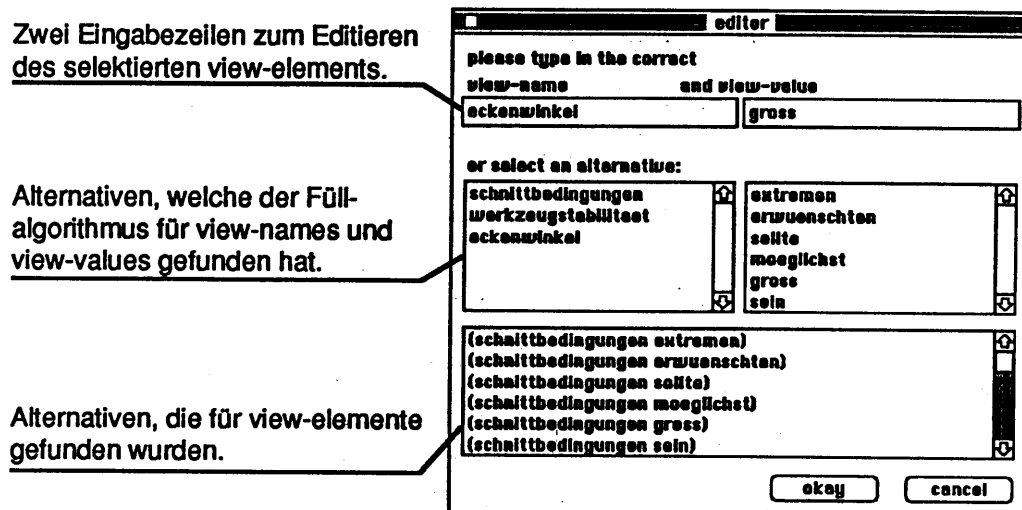 Zwei Eingabezeilen zum Editieren
des selektierten view-elements.
Alternativen, welche der Füll-
algorithmus für view-names und
view-values gefunden hat.
Alternativen, die für view-elemente
gefunden wurden.
editor
please type in the correct
view-name and view-value
eckenwinkel gross
or select an alternative:
schnittbedingungen
werkzeugstabilitaet
eckenwinkel
extremen
erwuenschten
sollte
moeglichst
gross
sein
(schnittbedingungen extremen)
(schnittbedingungen erwuenschten)
(schnittbedingungen sollte)
(schnittbedingungen moeglichst)
(schnittbedingungen gross)
(schnittbedingungen sein)
okay cancel